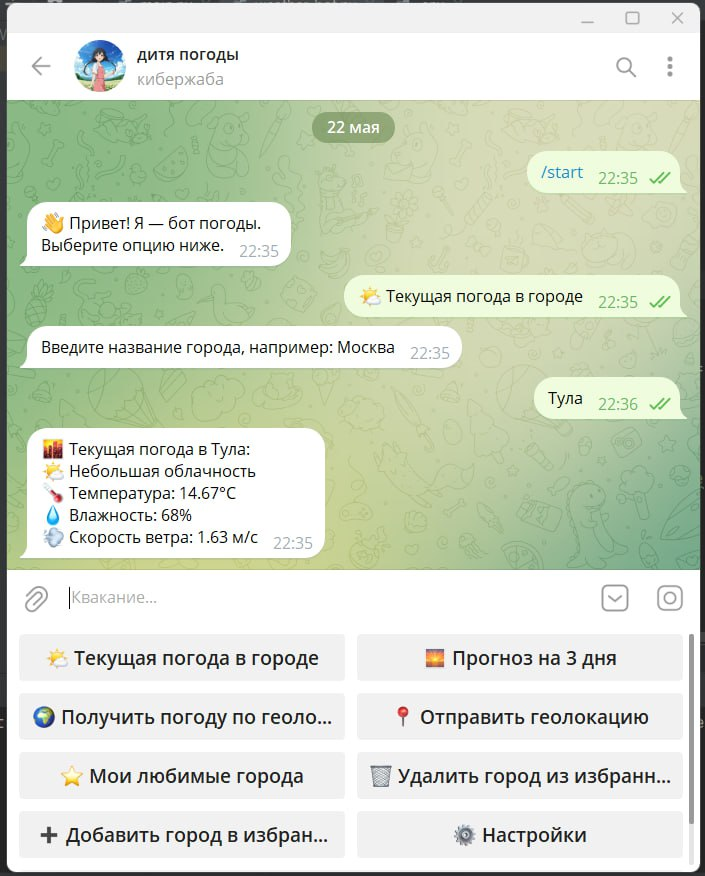 дитя погоды
кибержаба
22 мая
/start 22:35
👋 Привет! Я — бот погоды.
Выберите опцию ниже. 22:35
🌤 Текущая погода в городе 22:35
Введите название города, например: Москва 22:35
Тула 22:36
🌇 Текущая погода в Тула:
🌤 Небольшая облачность
🌡 Температура: 14.67°C
💧 Влажность: 68%
💨 Скорость ветра: 1.63 м/с 22:35
Квакание...
🌤 Текущая погода в городе
🌅 Прогноз на 3 дня
🌍 Получить погоду по геоло...
📍 Отправить геолокацию
⭐ Мои любимые города
🗑 Удалить город из избранн...
➕ Добавить город в избран...
⚙ Настройки